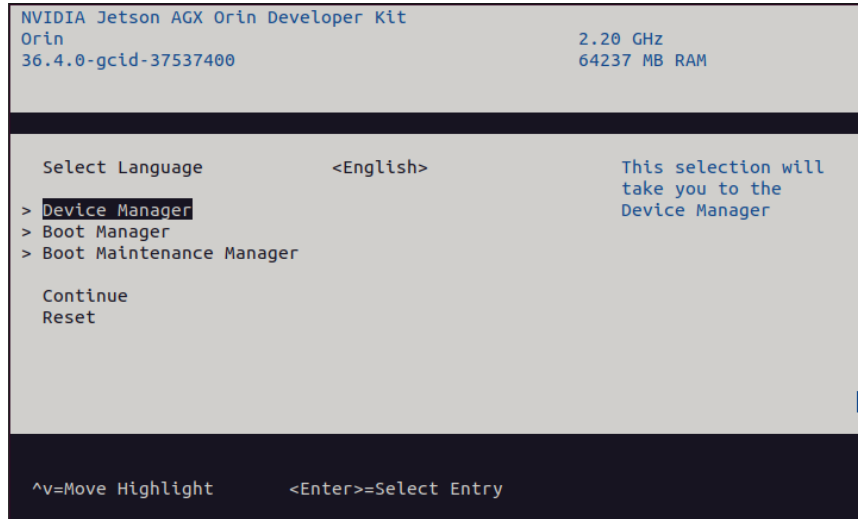 NVIDIA Jetson AGX Orin Developer Kit
Orin 2.20 GHz
36.4.0-gcid-37537400 64237 MB RAM
Select Language <English> This selection will
take you to the
> Device Manager Device Manager
> Boot Manager
> Boot Maintenance Manager
Continue
Reset
^v=Move Highlight <Enter>=Select Entry